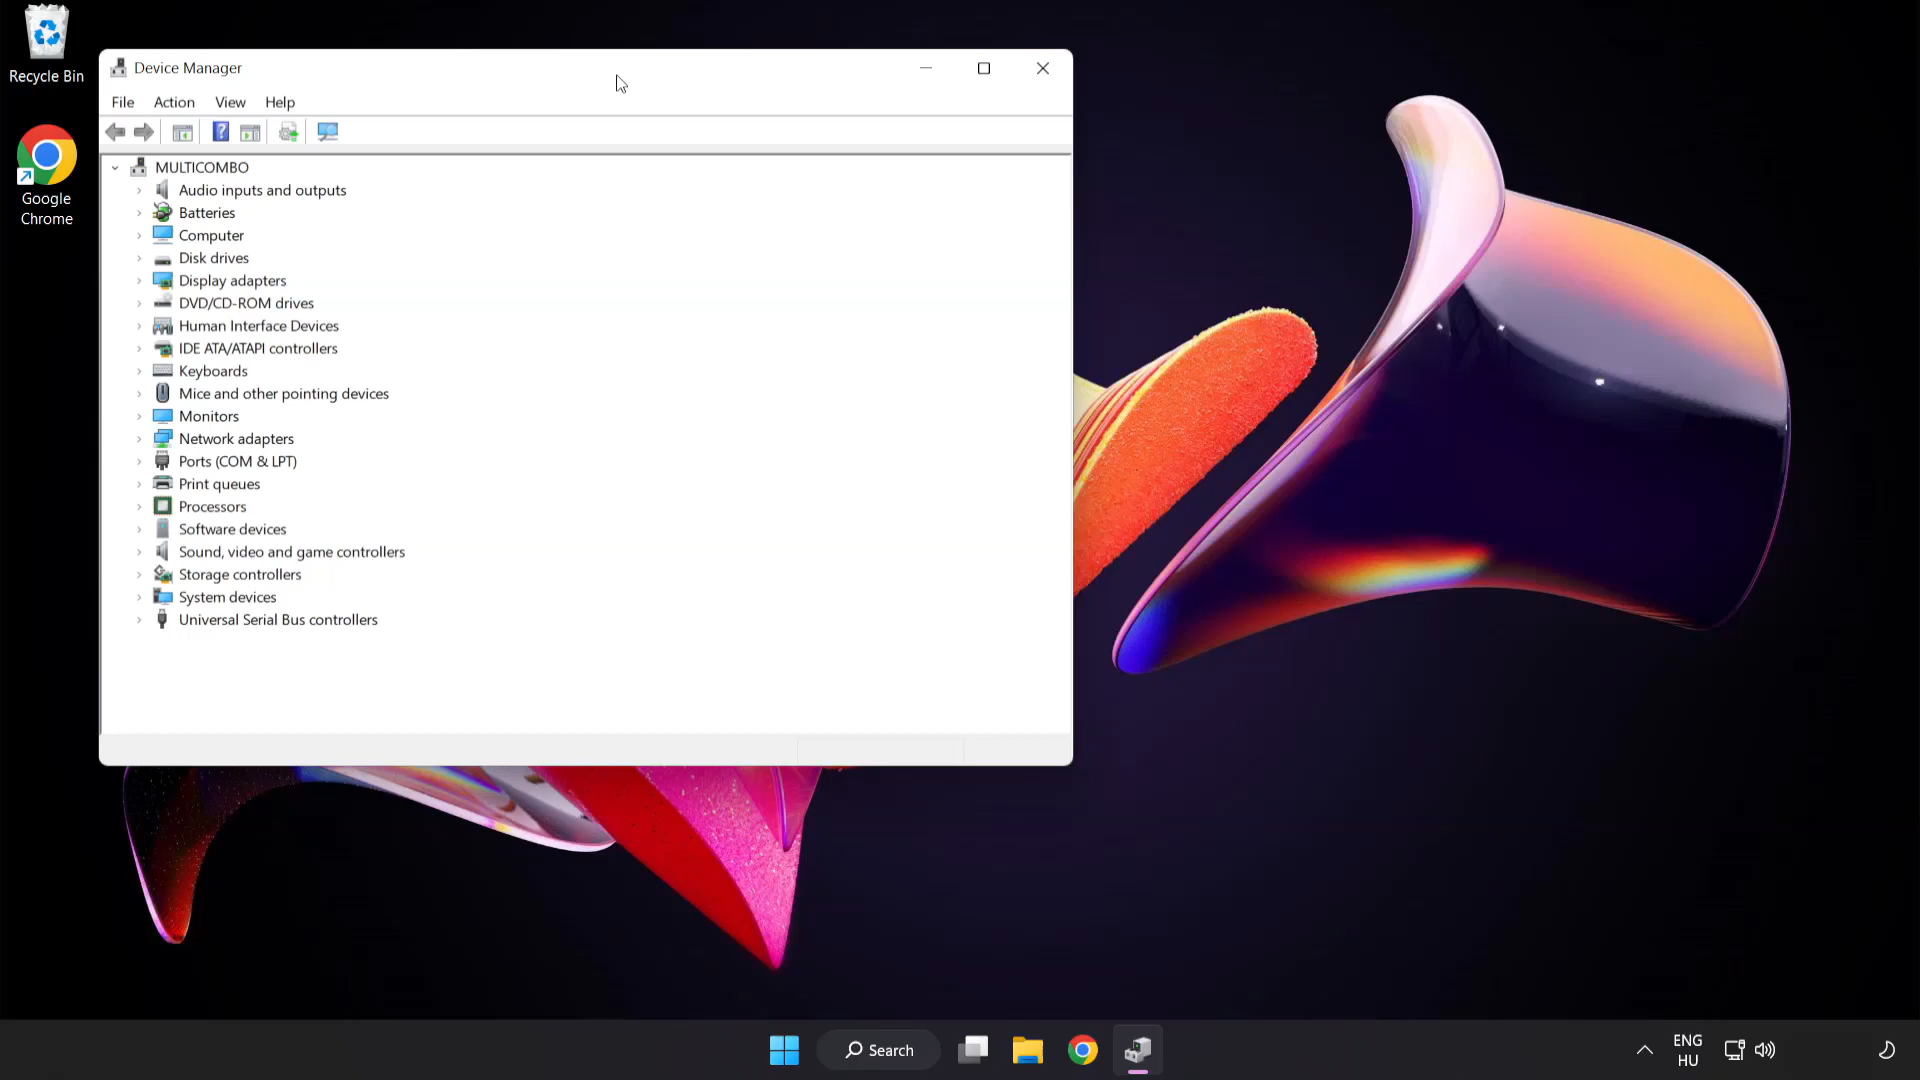 Recycle Bin
Google
Chrome
Device Manager
File Action View Help
?
MULTICOMBO
Audio inputs and outputs
Batteries
Computer
Disk drives
Display adapters
DVD/CD-ROM drives
Human Interface Devices
IDE ATA/ATAPI controllers
Keyboards
Mice and other pointing devices
Monitors
Network adapters
Ports (COM & LPT)
Print queues
Processors
Software devices
Sound, video and game controllers
Storage controllers
System devices
Universal Serial Bus controllers
Search
ENG
HU